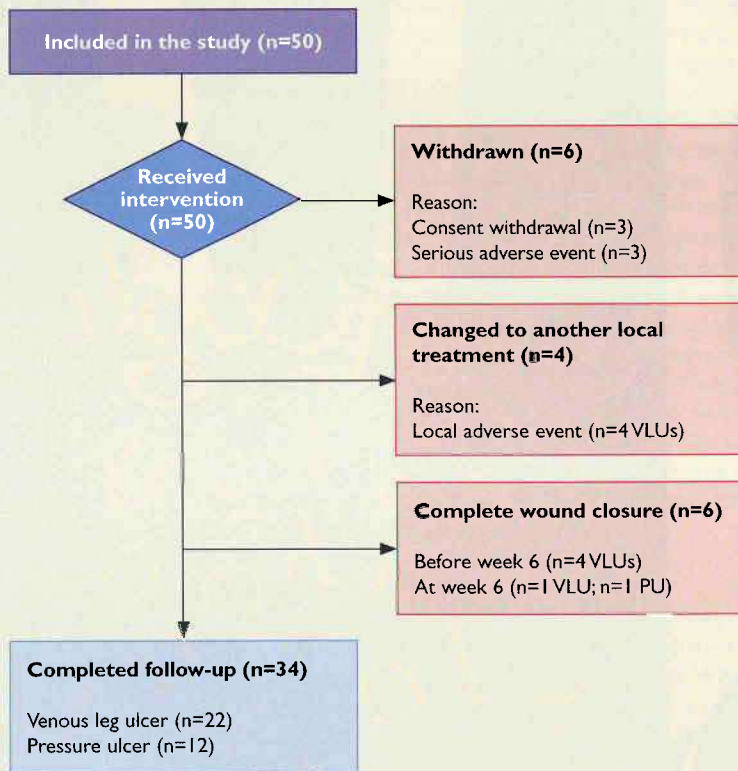 Included in the study (n=50)
Received
intervention
(n=50)
Withdrawn (n=6)
Reason:
Consent withdrawal (n=3)
Serious adverse event (n=3)
Changed to another local
treatment (n=4)
Reason:
Local adverse event (n=4 VLUs)
Complete wound closure (n=6)
Before week 6 (n=4 VLUs)
At week 6 (n=1 VLU; n=1 PU)
Completed follow-up (n=34)
Venous leg ulcer (n=22)
Pressure ulcer (n=12)